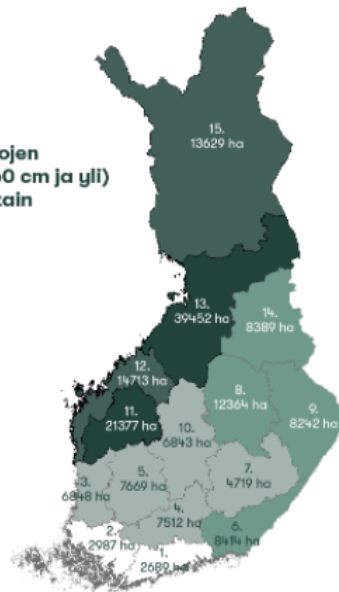 ojen
0 cm ja yli)
tain
15.
13629 ha
13.
39452 ha
14.
8389 ha
12.
14713 ha
8.
12364 ha
11.
21377 ha
9.
8242 ha
10.
6843 ha
5.
7669 ha
7.
4719 ha
3.
6848 ha
4.
7512 ha
6.
8414 ha
2.
2987 ha
1.
2689 ha